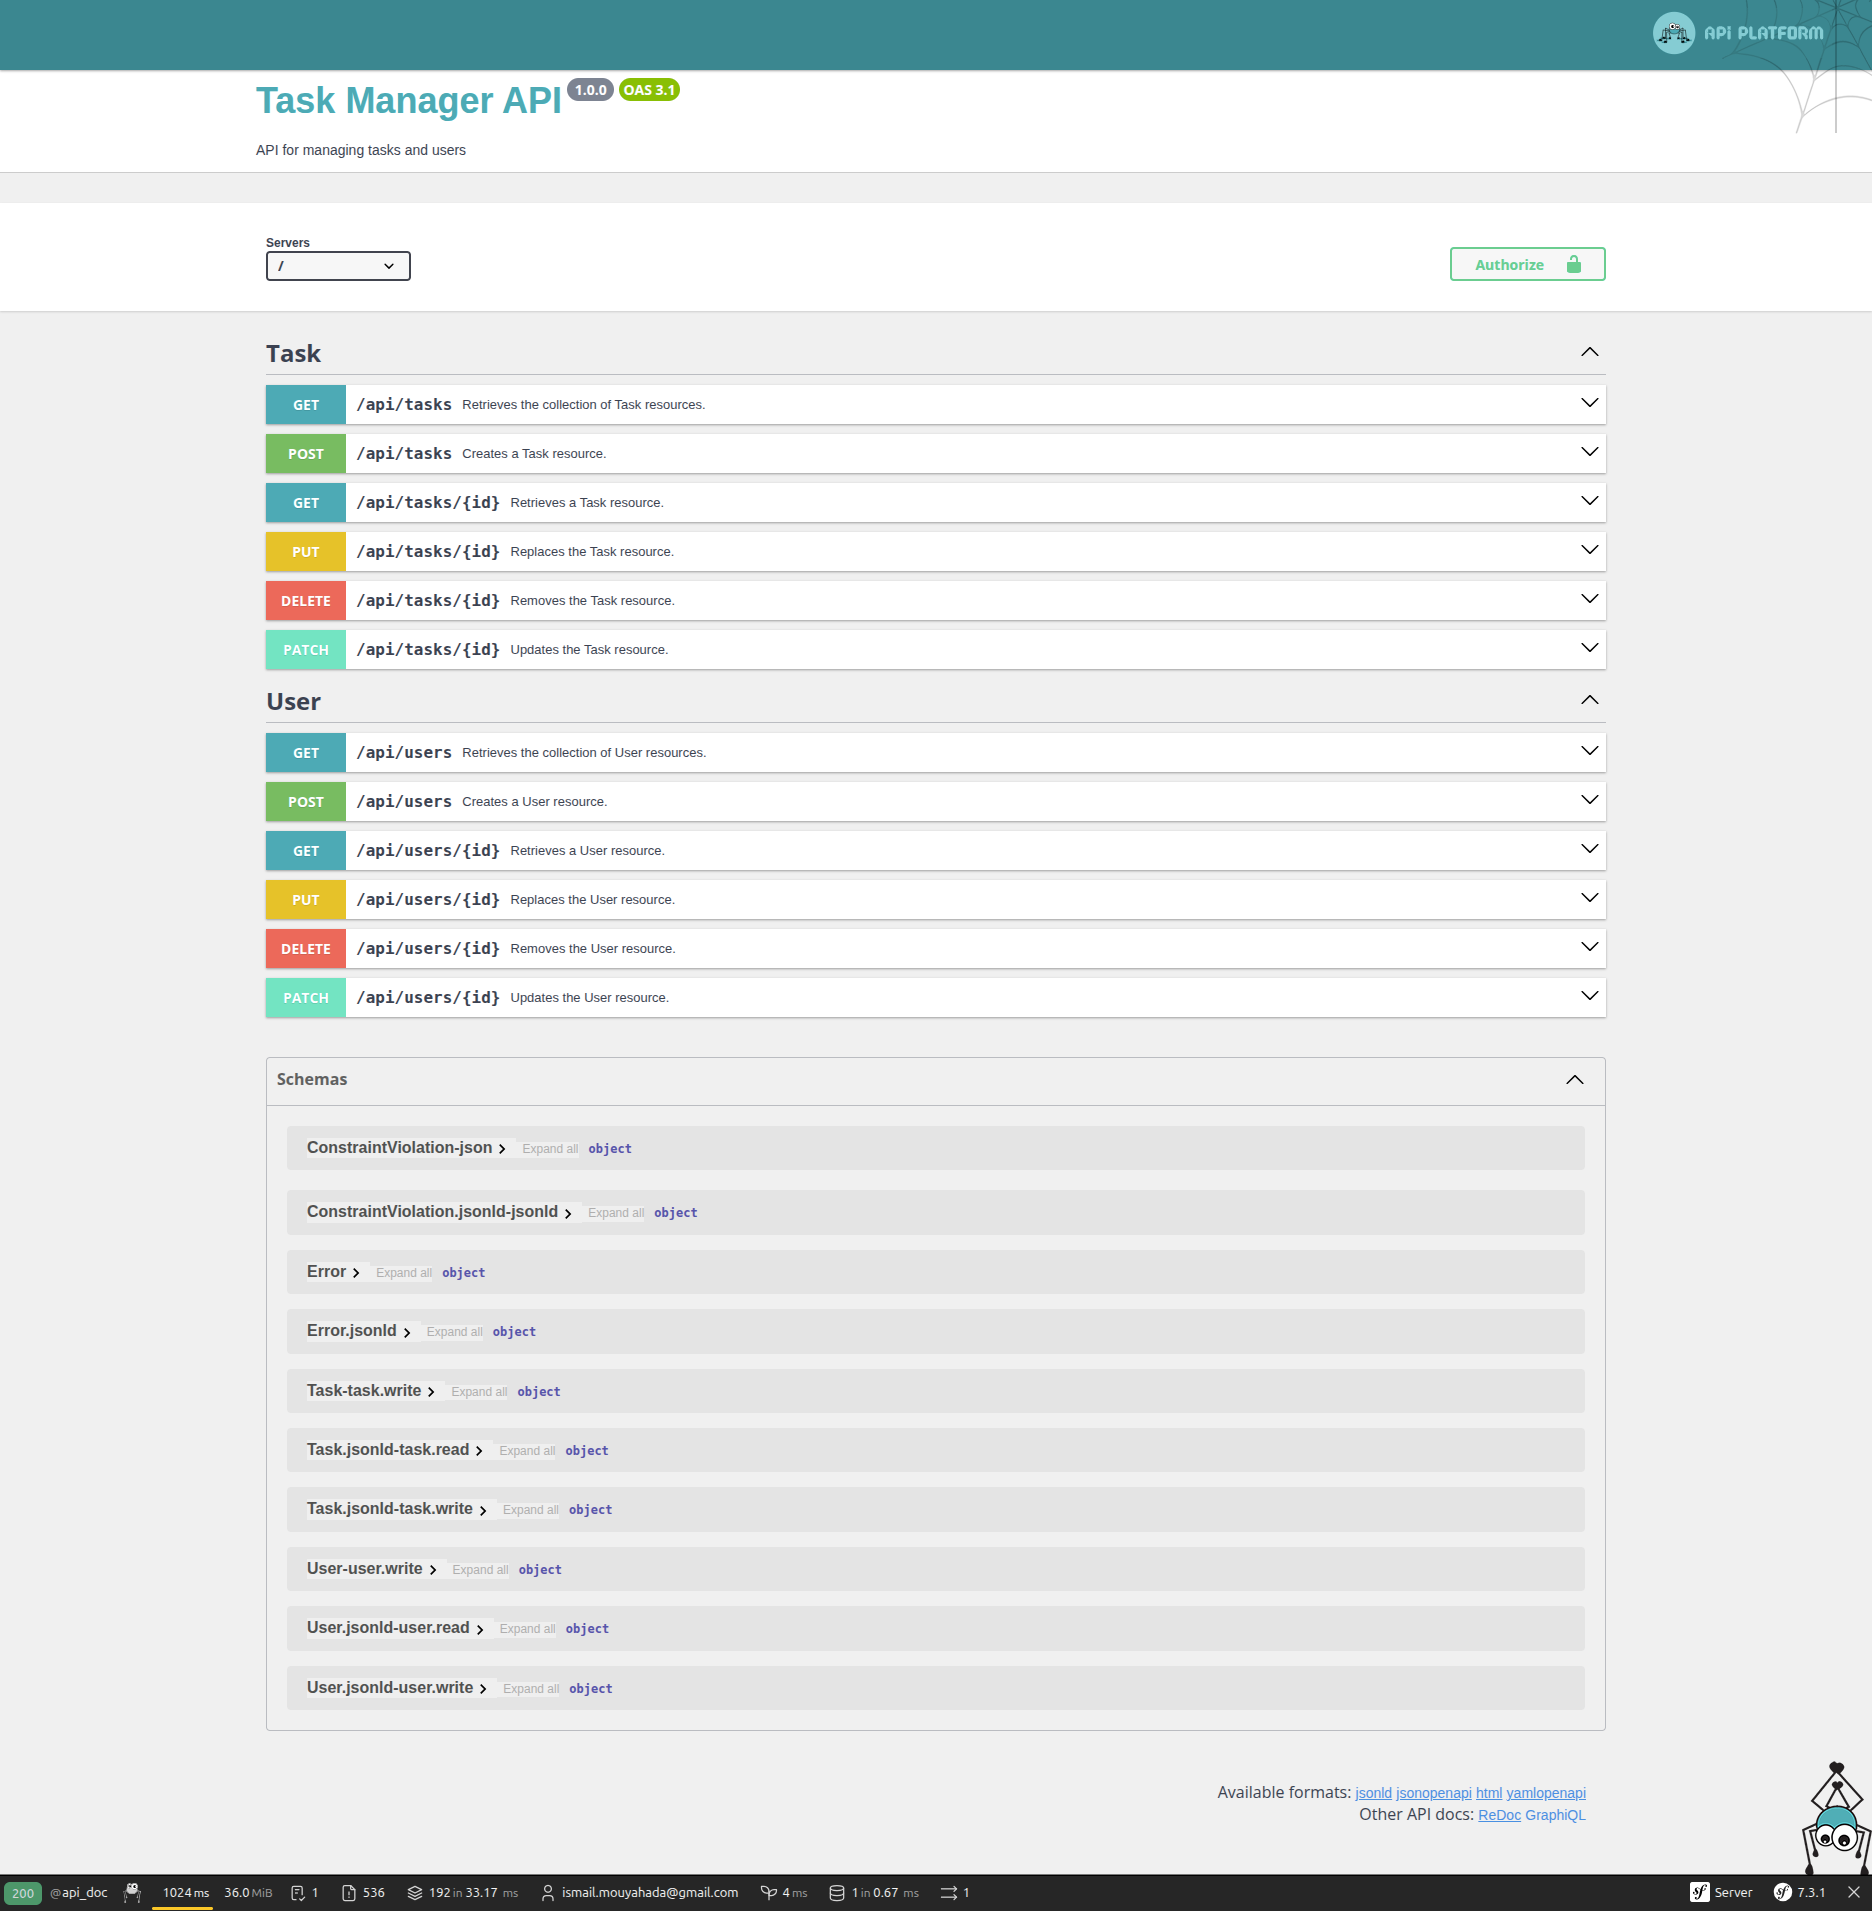 API PLATFORM
Task Manager API 1.0.0 OAS 3.1
API for managing tasks and users
Servers
/
Authorize
Task
GET /api/tasks Retrieves the collection of Task resources.
POST /api/tasks Creates a Task resource.
GET /api/tasks/{id} Retrieves a Task resource.
PUT /api/tasks/{id} Replaces the Task resource.
DELETE /api/tasks/{id} Removes the Task resource.
PATCH /api/tasks/{id} Updates the Task resource.
User
GET /api/users Retrieves the collection of User resources.
POST /api/users Creates a User resource.
GET /api/users/{id} Retrieves a User resource.
PUT /api/users/{id} Replaces the User resource.
DELETE /api/users/{id} Removes the User resource.
PATCH /api/users/{id} Updates the User resource.
Schemas
ConstraintViolation-json Expand all object
ConstraintViolation.jsonld-jsonld Expand all object
Error Expand all object
Error.jsonld Expand all object
Task-task.write Expand all object
Task.jsonld-task.read Expand all object
Task.jsonld-task.write Expand all object
User-user.write Expand all object
User.jsonld-user.read Expand all object
User.jsonld-user.write Expand all object
Available formats: jsonld jsonopenapi html yamlopenapi
Other API docs: ReDoc GraphiQL
200 @api_doc 1024 ms 36.0 MiB 1 536 192 in 33.17 ms ismail.mouyahada@gmail.com 4 ms 1 in 0.67 ms 1 Server 7.3.1